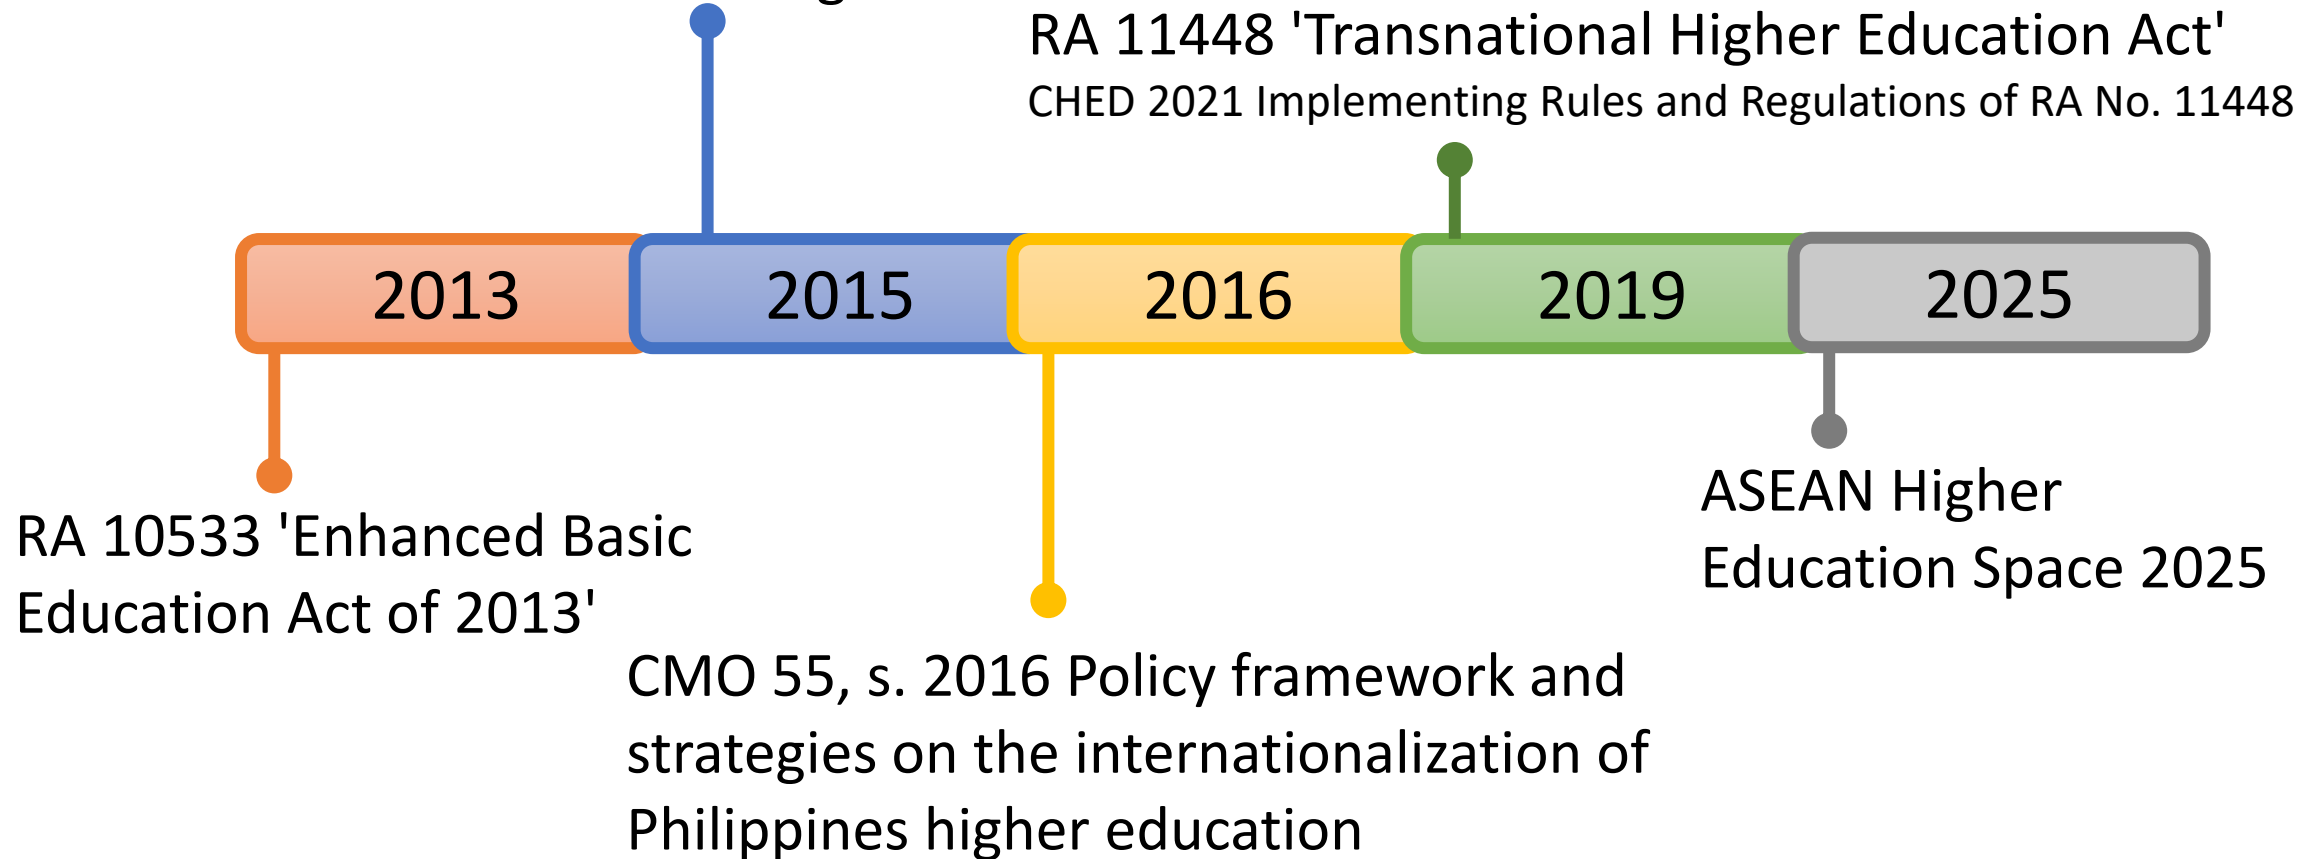 RA 11448 'Transnational Higher Education Act'
CHED 2021 Implementing Rules and Regulations of RA No. 11448
2013
2015
2016
2019
2025
RA 10533 'Enhanced Basic
Education Act of 2013'
ASEAN Higher
Education Space 2025
CMO 55, s. 2016 Policy framework and
strategies on the internationalization of
Philippines higher education